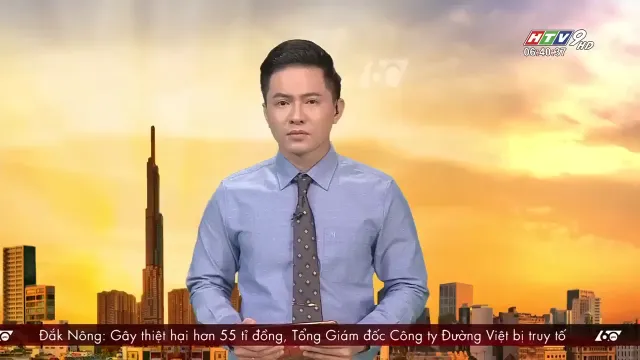 HTV9 HD
06:40:37
60
Đắk Nông: Gây thiệt hại hơn 55 tỉ đồng, Tổng Giám đốc Công ty Đường Việt bị truy tố